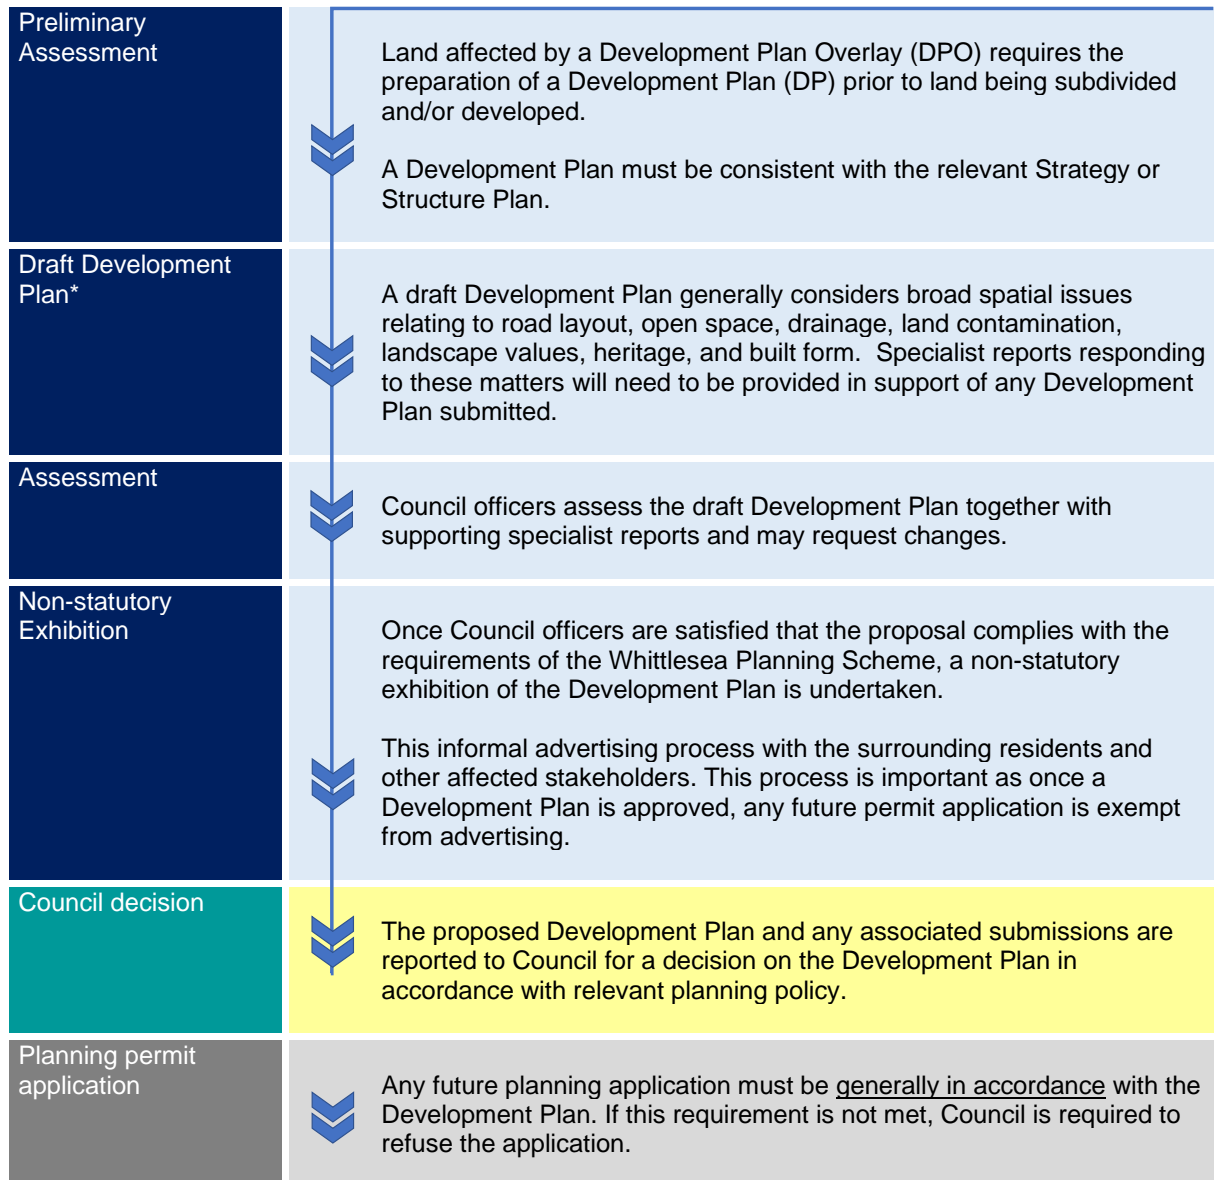 Preliminary
Assessment
Land affected by a Development Plan Overlay (DPO) requires the
preparation of a Development Plan (DP) prior to land being subdivided
and/or developed.
A Development Plan must be consistent with the relevant Strategy or
Structure Plan.
Draft Development
Plan*
A draft Development Plan generally considers broad spatial issues
relating to road layout, open space, drainage, land contamination,
landscape values, heritage, and built form.  Specialist reports responding
to these matters will need to be provided in support of any Development
Plan submitted.
Assessment
Council officers assess the draft Development Plan together with
supporting specialist reports and may request changes.
Non-statutory
Exhibition
Once Council officers are satisfied that the proposal complies with the
requirements of the Whittlesea Planning Scheme, a non-statutory
exhibition of the Development Plan is undertaken.
This informal advertising process with the surrounding residents and
other affected stakeholders. This process is important as once a
Development Plan is approved, any future permit application is exempt
from advertising.
Council decision
The proposed Development Plan and any associated submissions are
reported to Council for a decision on the Development Plan in
accordance with relevant planning policy.
Planning permit
application
Any future planning application must be generally in accordance with the
Development Plan. If this requirement is not met, Council is required to
refuse the application.